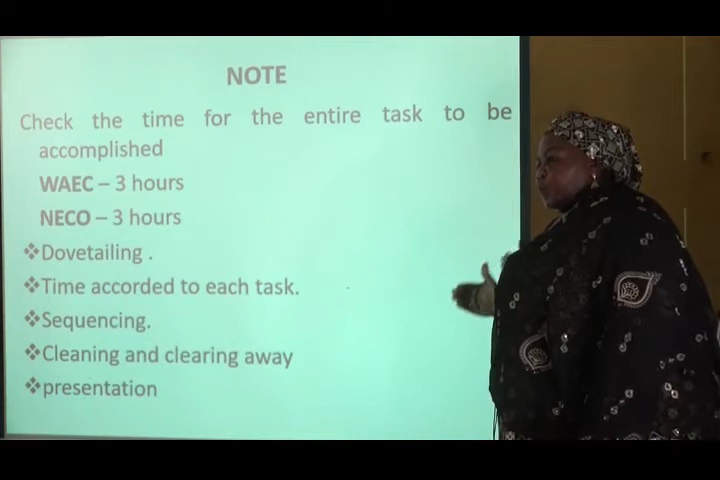 NOTE
Check the time for the entire task to be
accomplished
WAEC – 3 hours
NECO – 3 hours
❖Dovetailing .
❖Time accorded to each task.
❖Sequencing.
❖Cleaning and clearing away
❖presentation